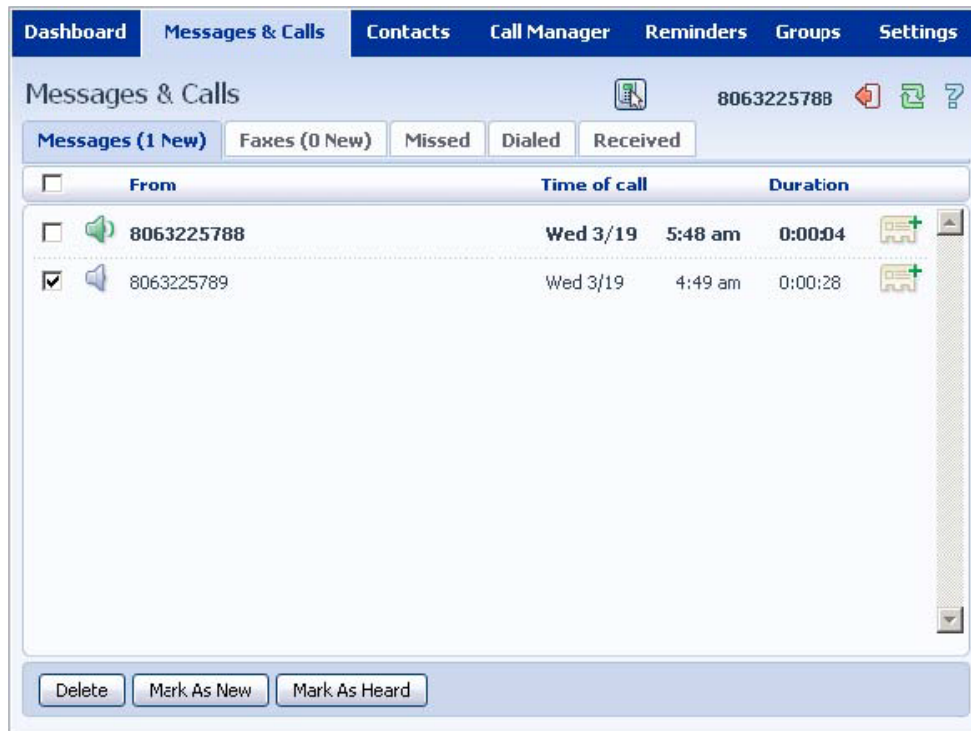 Dashboard Messages & Calls Contacts Call Manager Reminders Groups Settings
Messages & Calls 8063225788
Messages (1 New) Faxes (0 New) Missed Dialed Received
From Time of call Duration
8063225788 Wed 3/19 5:48 am 0:00:04
8063225789 Wed 3/19 4:49 am 0:00:28
Delete Mark As New Mark As Heard